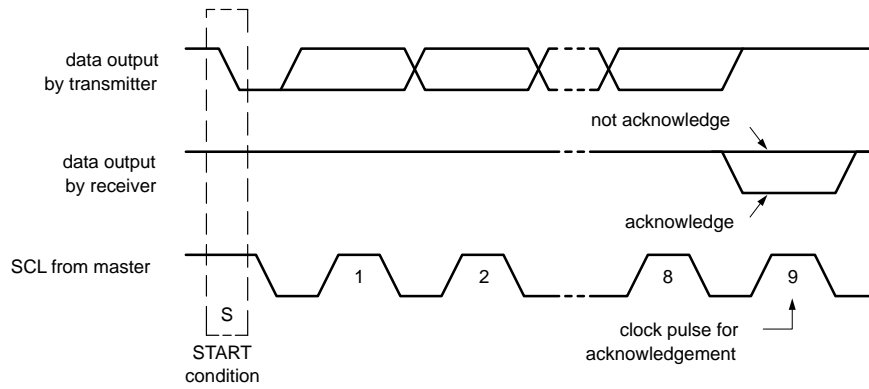 data output
by transmitter
not acknowledge
data output
by receiver
acknowledge
SCL from master
1
2
8
9
S
START
condition
clock pulse for
acknowledgement